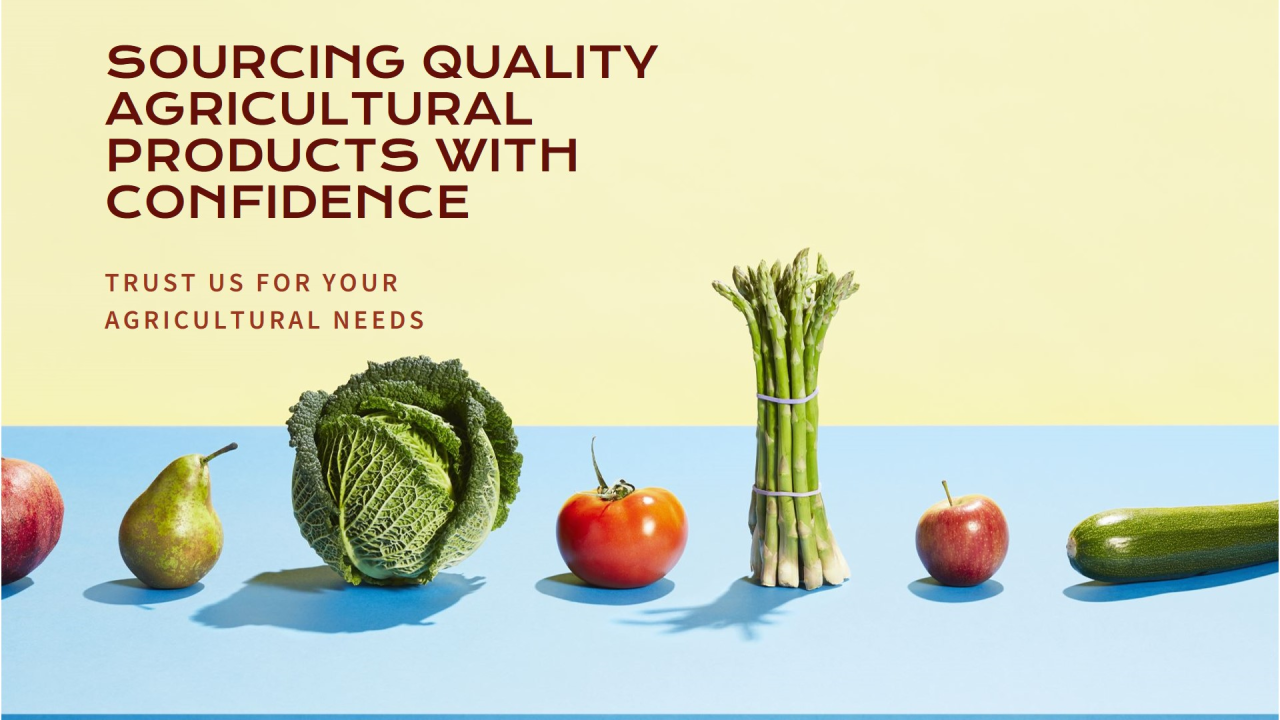 SOURCING QUALITY
AGRICULTURAL
PRODUCTS WITH
CONFIDENCE
TRUST US FOR YOUR
AGRICULTURAL NEEDS